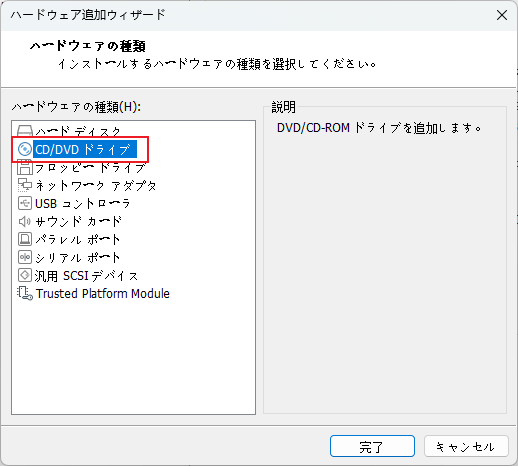 ハードウェア追加ウィザード
ハードウェアの種類
インストールするハードウェアの種類を選択してください。
ハードウェアの種類(H):
ハード ディスク
CD/DVD ドライブ
フロッピー ドライブ
ネットワーク アダプタ
USB コントローラ
サウンド カード
パラレル ポート
シリアル ポート
汎用 SCSI デバイス
Trusted Platform Module
説明
DVD/CD-ROM ドライブを追加します。
完了
キャンセル